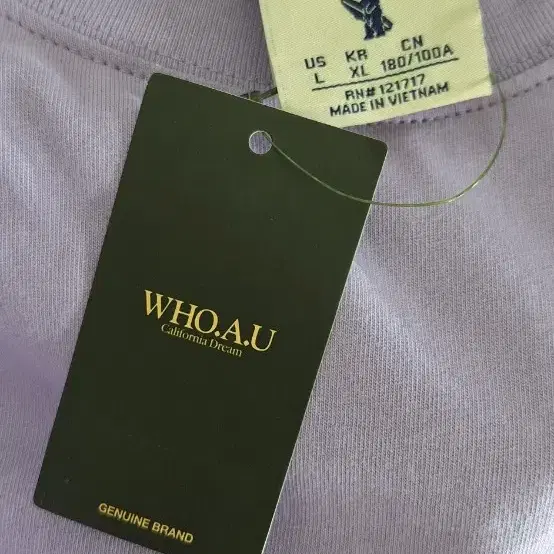 US KR CN
L XL 180/100A
RN# 121717
MADE IN VIETNAM
WHO.A.U
California Dream
GENUINE BRAND